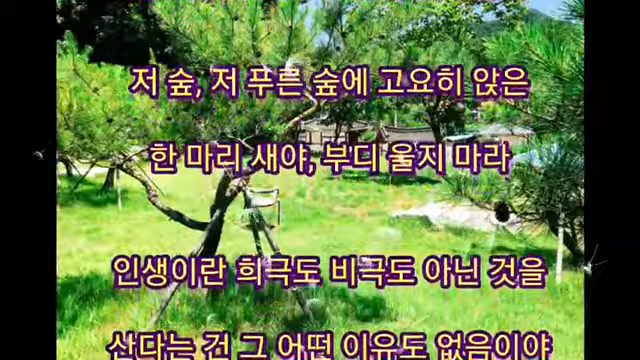 저 숲, 저 푸른 숲에 고요히 앉은
한 마리 새야, 부디 울지 마라
인생이란 희극도 비극도 아닌 것을
산다는 건 그 어떤 이유도 없음이야